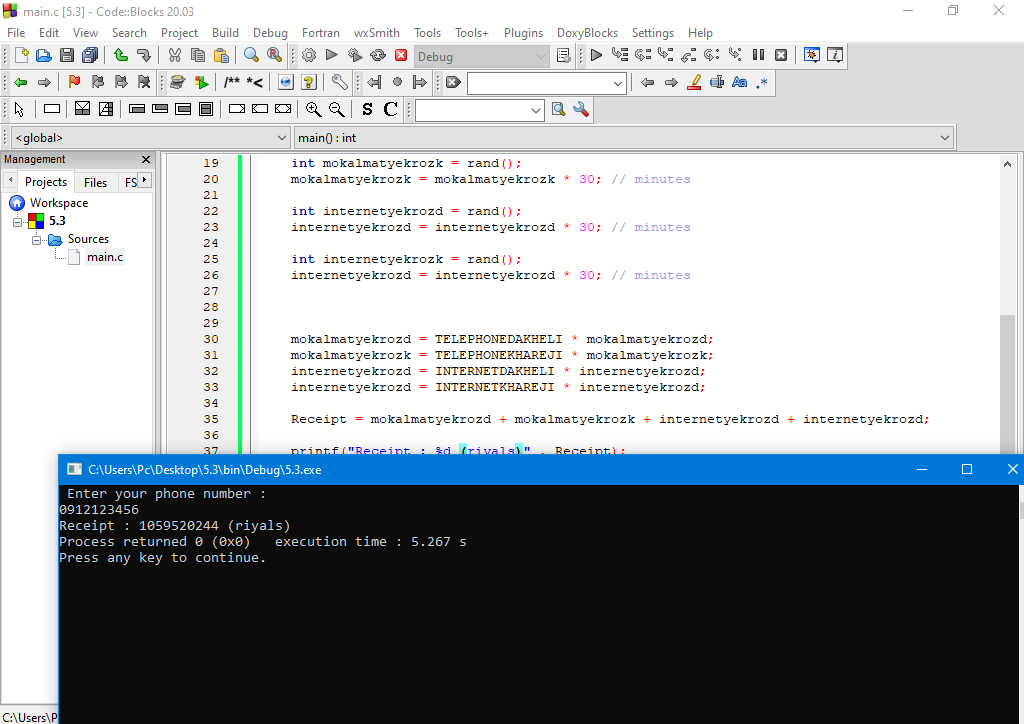 main.c [5.3] - Code::Blocks 20.03
File Edit View Search Project Build Debug Fortran wxSmith Tools Tools+ Plugins DoxyBlocks Settings Help
Debug
/** *<
Aa .*
S C
<global> main() : int
Management
Projects Files FS
Workspace
5.3
Sources
main.c
19 int mokalmatyekrozk = rand();
20 mokalmatyekrozk = mokalmatyekrozk * 30; // minutes
21
22 int internetyekrozd = rand();
23 internetyekrozd = internetyekrozd * 30; // minutes
24
25 int internetyekrozk = rand();
26 internetyekrozd = internetyekrozd * 30; // minutes
27
28
29
30 mokalmatyekrozd = TELEPHONEDAKHELI * mokalmatyekrozd;
31 mokalmatyekrozk = TELEPHONEKHAREJI * mokalmatyekrozk;
32 internetyekrozd = INTERNETDAKHELI * internetyekrozd;
33 internetyekrozd = INTERNETKHAREJI * internetyekrozd;
34
35 Receipt = mokalmatyekrozd + mokalmatyekrozk + internetyekrozd + internetyekrozd;
36
37 printf("Receipt : %d (riyals)" , Receipt);
C:\Users\Pc\Desktop\5.3\bin\Debug\5.3.exe
Enter your phone number :
0912123456
Receipt : 1059520244 (riyals)
Process returned 0 (0x0) execution time : 5.267 s
Press any key to continue.
C:\Users\P